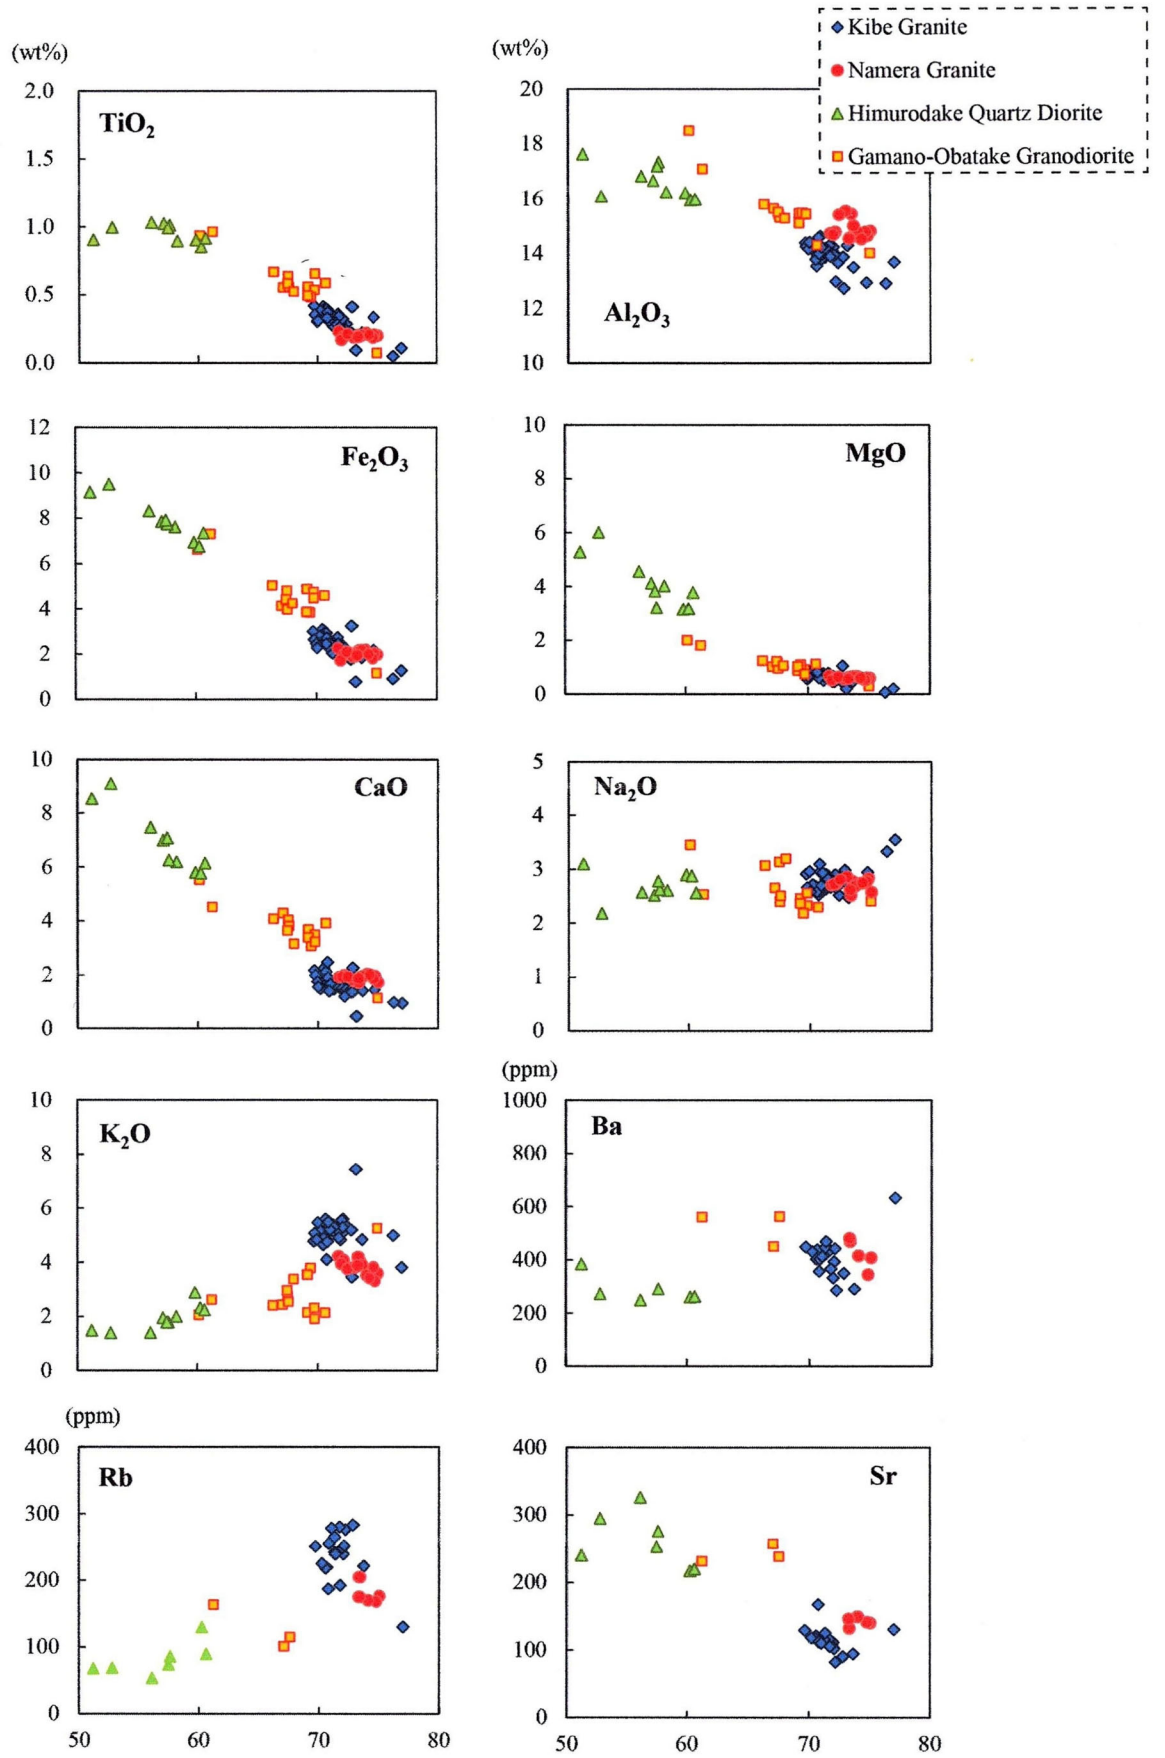 Kibe Granite
Namera Granite
Himurodake Quartz Diorite
Gamano-Obatake Granodiorite
(wt%)
2.0
1.5
1.0
0.5
0.0
TiO₂
(wt%)
20
18
16
14
12
10
Al₂O₃
12
10
8
6
4
2
0
Fe₂O₃
10
8
6
4
2
0
MgO
10
8
6
4
2
0
CaO
5
4
3
2
1
0
Na₂O
10
8
6
4
2
0
K₂O
(ppm)
1000
800
600
400
200
0
Ba
(ppm)
400
300
200
100
0
Rb
50 60 70 80
400
300
200
100
0
Sr
50 60 70 80